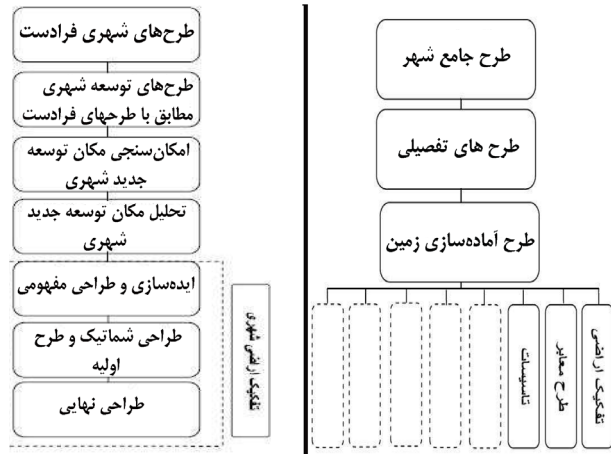 طرح جامع شهر
طرح های تفصیلی
طرح آماده‌سازی زمین
تفکیک اراضی
طرح معابر
تاسیسات
طرح‌های شهری فرادست
طرح‌های توسعه شهری
مطابق با طرحهای فرادست
امکان‌سنجی مکان توسعه
جدید شهری
تحلیل مکان توسعه جدید
شهری
ایده‌سازی و طراحی مفهومی
طراحی شماتیک و طرح
اولیه
طراحی نهایی
تفکیک اراضی شهری